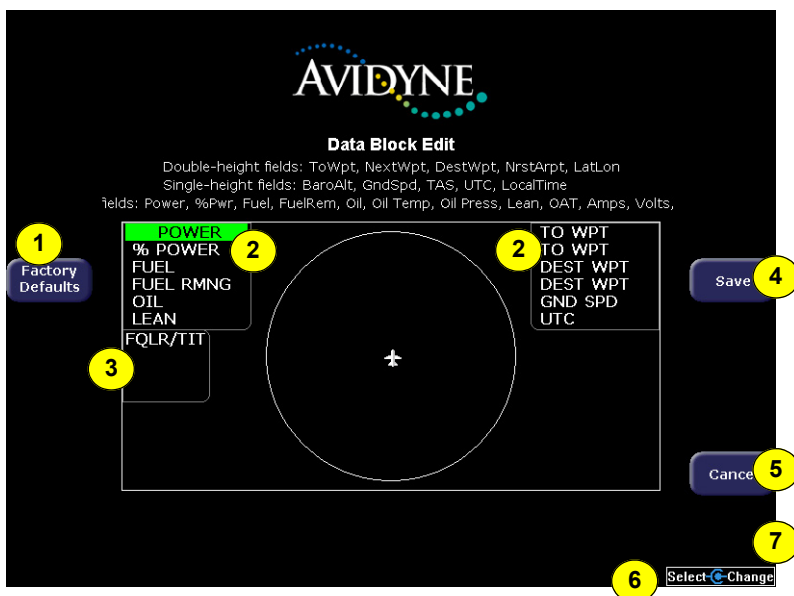 AVIDYNE
Data Block Edit
Double-height fields: ToWpt, NextWpt, DestWpt, NrstArpt, LatLon
Single-height fields: BaroAlt, GndSpd, TAS, UTC, LocalTime
fields: Power, %Pwr, Fuel, FuelRem, Oil, Oil Temp, Oil Press, Lean, OAT, Amps, Volts,
1
Factory
Defaults
POWER
% POWER
FUEL
FUEL RMNG
OIL
LEAN
2
FQLR/TIT
3
2
TO WPT
TO WPT
DEST WPT
DEST WPT
GND SPD
UTC
Save
4
Cance
5
7
6
Select Change